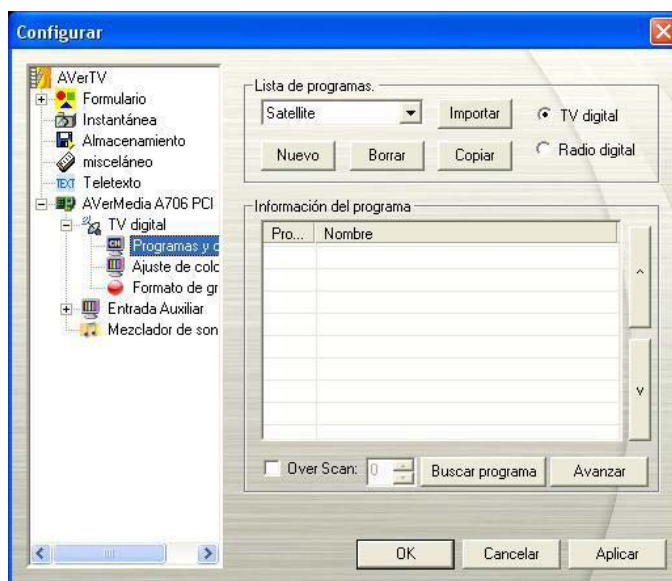 Configurar
AVerTV
Formulario
Instantánea
Almacenamiento
misceláneo
TEXT Teletexto
AVerMedia A706 PCI
TV digital
CH Programas y c
Ajuste de colc
Formato de gr
Entrada Auxiliar
Mezclador de son
Lista de programas.
Satellite
Importar
TV digital
Nuevo
Borrar
Copiar
Radio digital
Información del programa
Pro... Nombre
Over Scan: 0
Buscar programa
Avanzar
OK
Cancelar
Aplicar